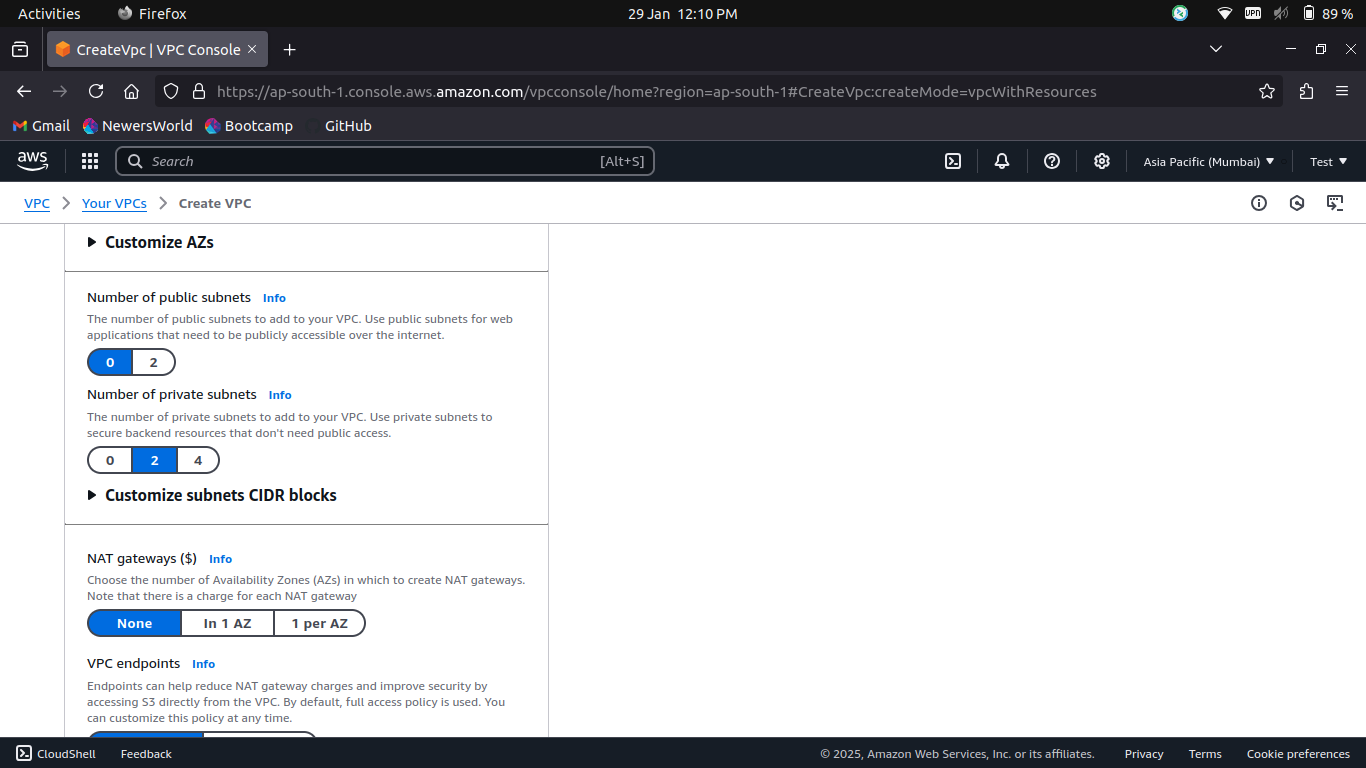 Activities Firefox 29 Jan 12:10 PM VPN 89 %
CreateVpc | VPC Console
https://ap-south-1.console.aws.amazon.com/vpcconsole/home?region=ap-south-1#CreateVpc:createMode=vpcWithResources
Gmail NewersWorld Bootcamp GitHub
aws Search [Alt+S] Asia Pacific (Mumbai) Test
VPC Your VPCs Create VPC
Customize AZs
Number of public subnets Info
The number of public subnets to add to your VPC. Use public subnets for web
applications that need to be publicly accessible over the internet.
0 2
Number of private subnets Info
The number of private subnets to add to your VPC. Use private subnets to
secure backend resources that don't need public access.
0 2 4
Customize subnets CIDR blocks
NAT gateways ($) Info
Choose the number of Availability Zones (AZs) in which to create NAT gateways.
Note that there is a charge for each NAT gateway
None In 1 AZ 1 per AZ
VPC endpoints Info
Endpoints can help reduce NAT gateway charges and improve security by
accessing S3 directly from the VPC. By default, full access policy is used. You
can customize this policy at any time.
CloudShell Feedback © 2025, Amazon Web Services, Inc. or its affiliates. Privacy Terms Cookie preferences